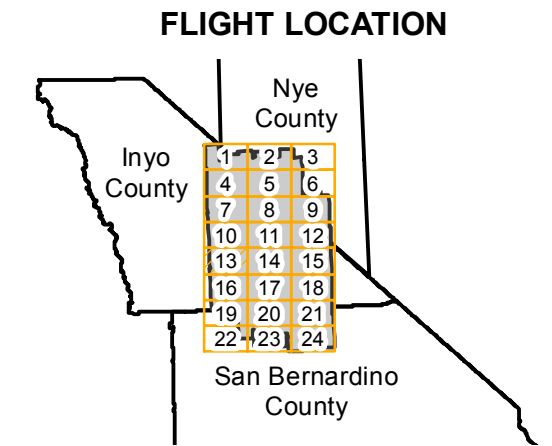 FLIGHT LOCATION
Nye
County
Inyo
County
1 2 3
4 5 6
7 8 9
10 11 12
13 14 15
16 17 18
19 20 21
22 23 24
San Bernardino
County